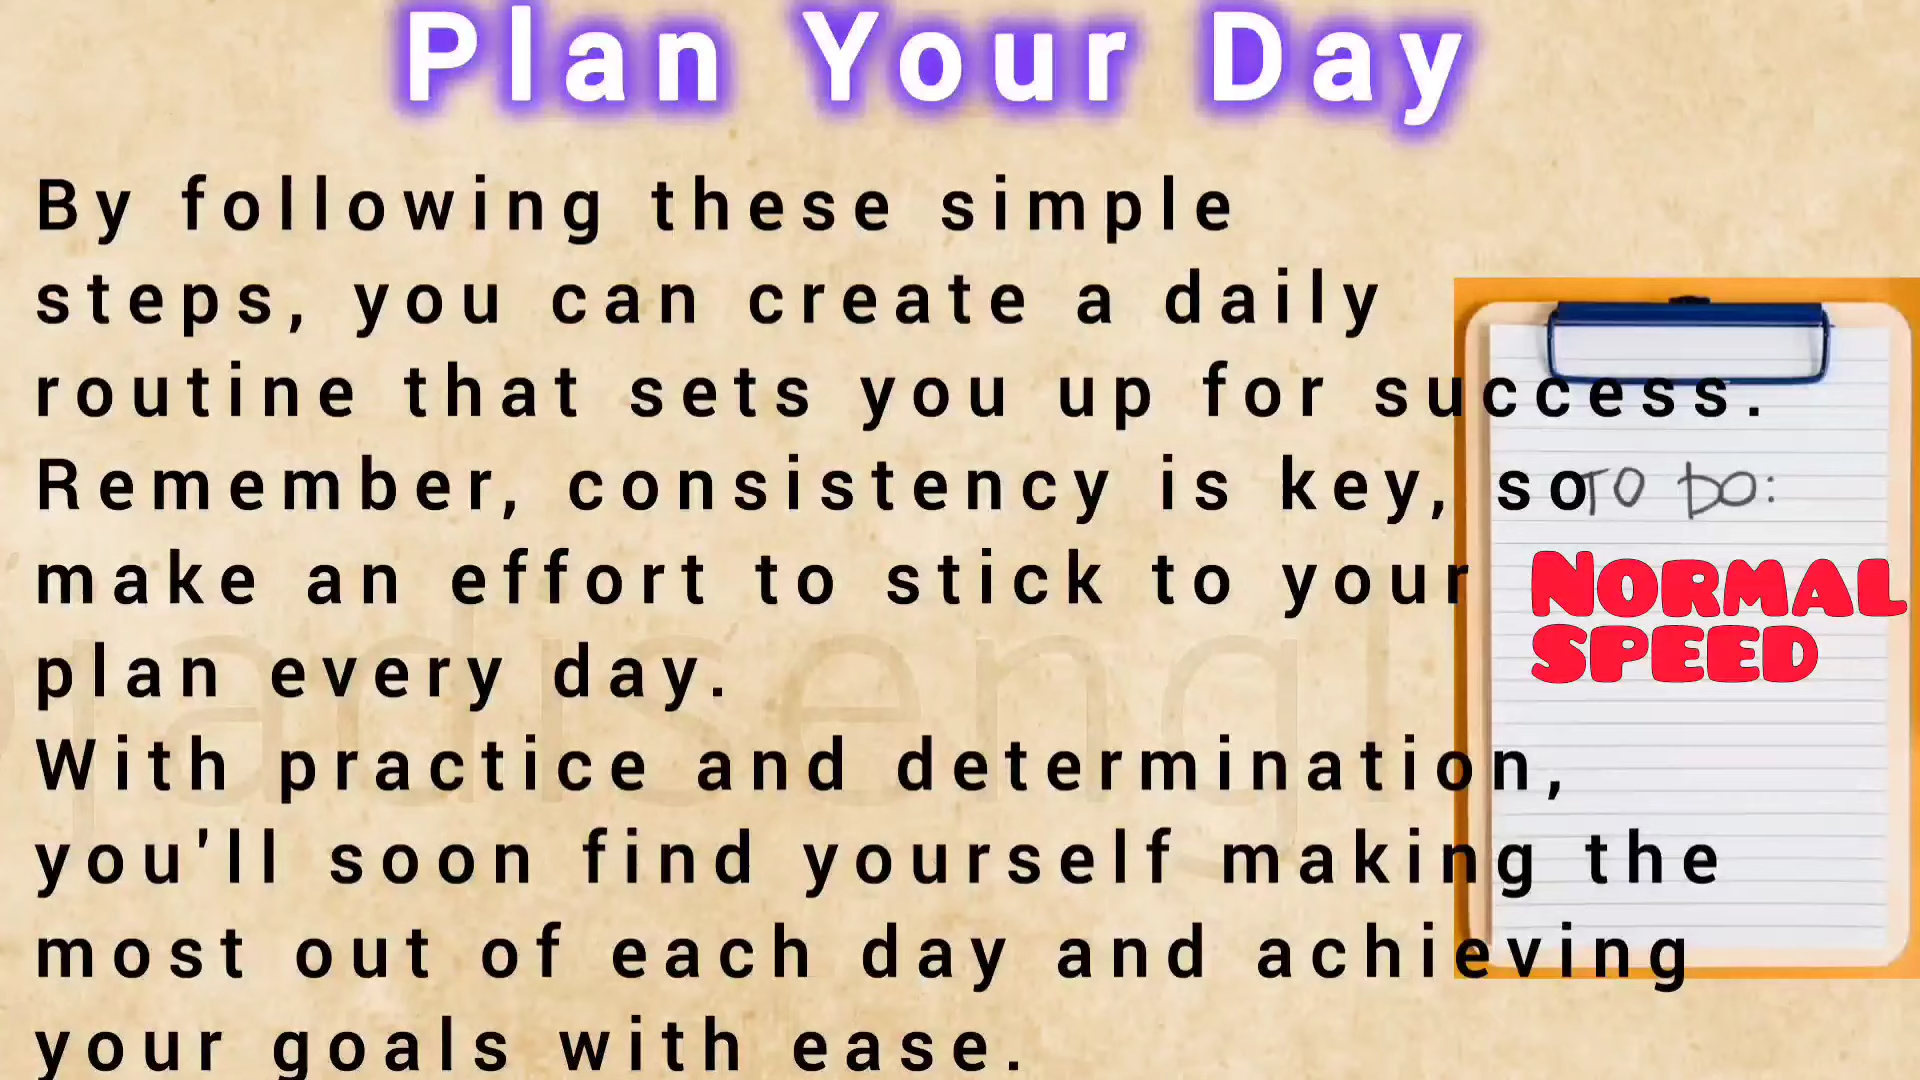 Plan Your Day
By following these simple
steps, you can create a daily
routine that sets you up for success.
Remember, consistency is key, so
TO DO:
make an effort to stick to your
NORMAL
SPEED
plan every day.
With practice and determination,
you'll soon find yourself making the
most out of each day and achieving
your goals with ease.